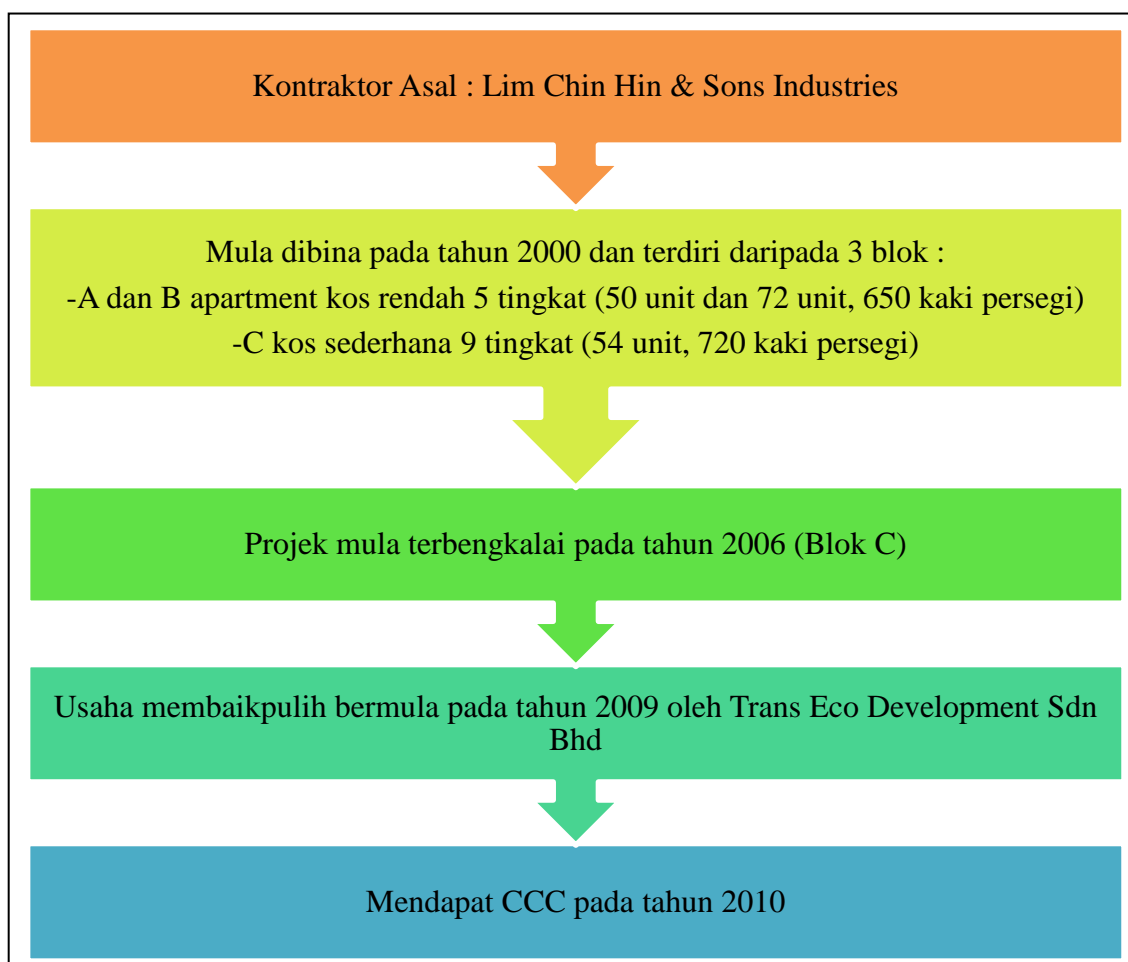 Kontraktor Asal : Lim Chin Hin & Sons Industries
Mula dibina pada tahun 2000 dan terdiri daripada 3 blok :
-A dan B apartment kos rendah 5 tingkat (50 unit dan 72 unit, 650 kaki persegi)
-C kos sederhana 9 tingkat (54 unit, 720 kaki persegi)
Projek mula terbengkalai pada tahun 2006 (Blok C)
Usaha membaikpulih bermula pada tahun 2009 oleh Trans Eco Development Sdn
Bhd
Mendapat CCC pada tahun 2010